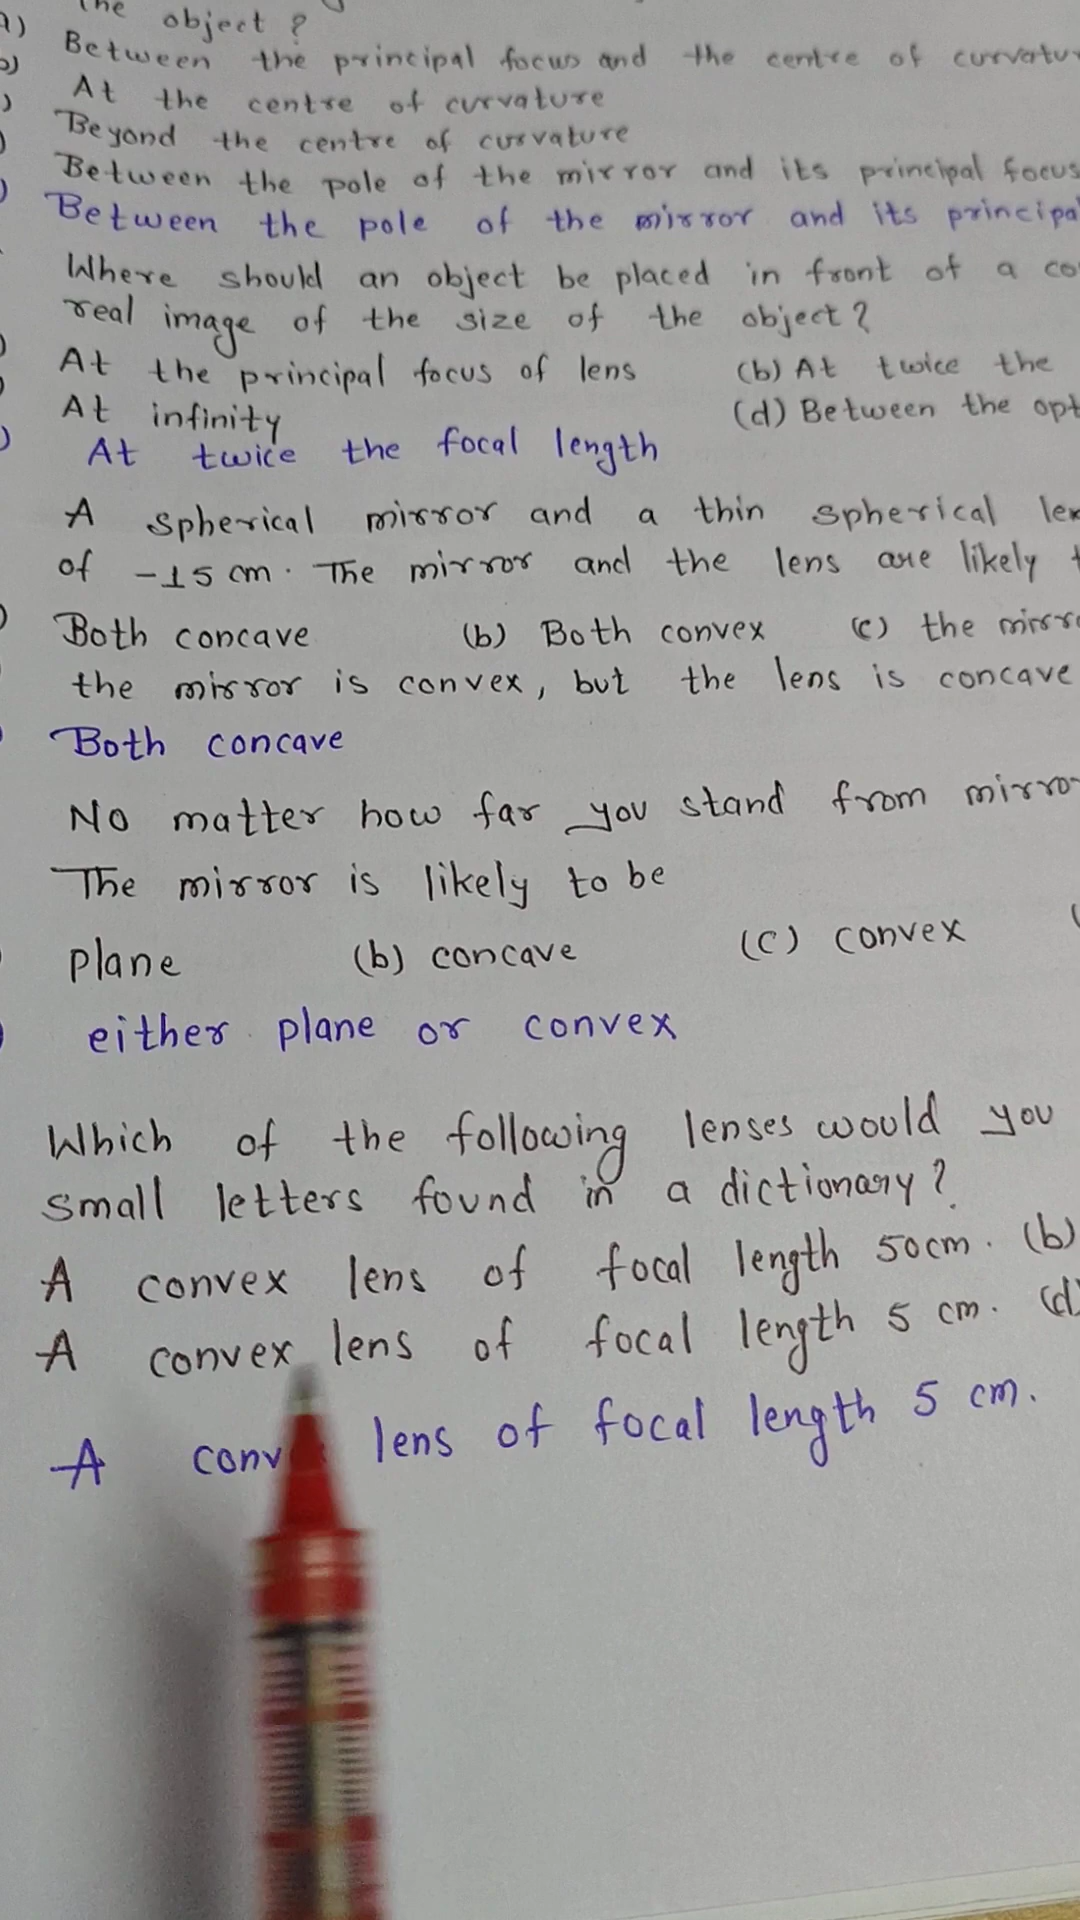 a) the object ?
Between the principal focus and the centre of curvatu
At the centre of curvature
Beyond the centre of curvature
Between the pole of the mirror and its principal focus
Between the pole of the mirror and its principal
Where should an object be placed in front of a co
real image of the size of the object ?
At the principal focus of lens (b) At twice the
At infinity (d) Between the opt
At twice the focal length
A spherical mirror and a thin spherical len
of -15 cm. The mirror and the lens are likely t
Both concave (b) Both convex (c) the mirro
the mirror is convex, but the lens is concave
Both concave
No matter how far you stand from mirror
The mirror is likely to be
plane (b) concave (c) convex
either plane or convex
Which of the following lenses would you
small letters found in a dictionary ?
A convex lens of focal length 50cm. (b)
A convex lens of focal length 5 cm. (d)
A conv lens of focal length 5 cm.